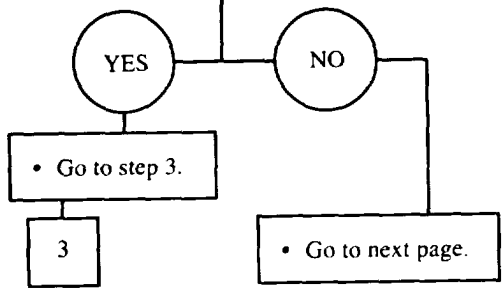 YES
NO
• Go to step 3.
3
• Go to next page.